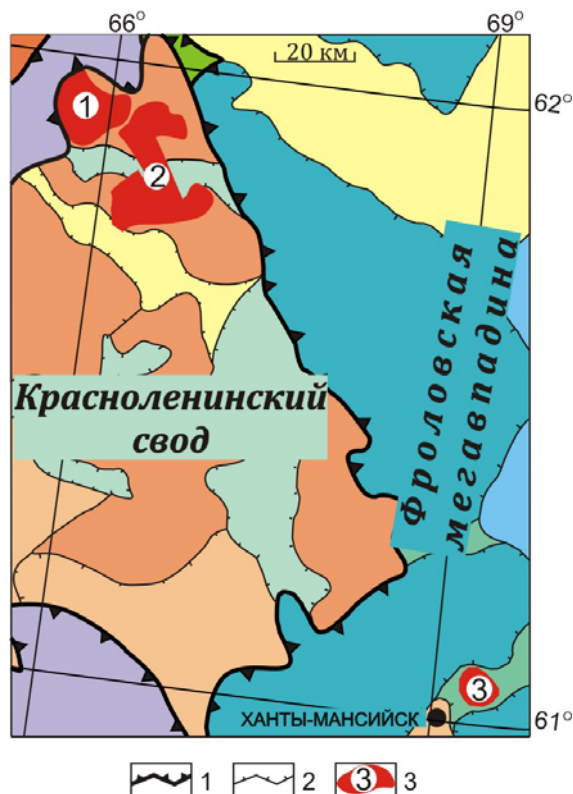 66°
69°
20 км
1
62°
2
Фроловская
мегавпадина
Красноленинский
свод
3
ХАНТЫ-МАНСИЙСК
61°
1
2
3
3